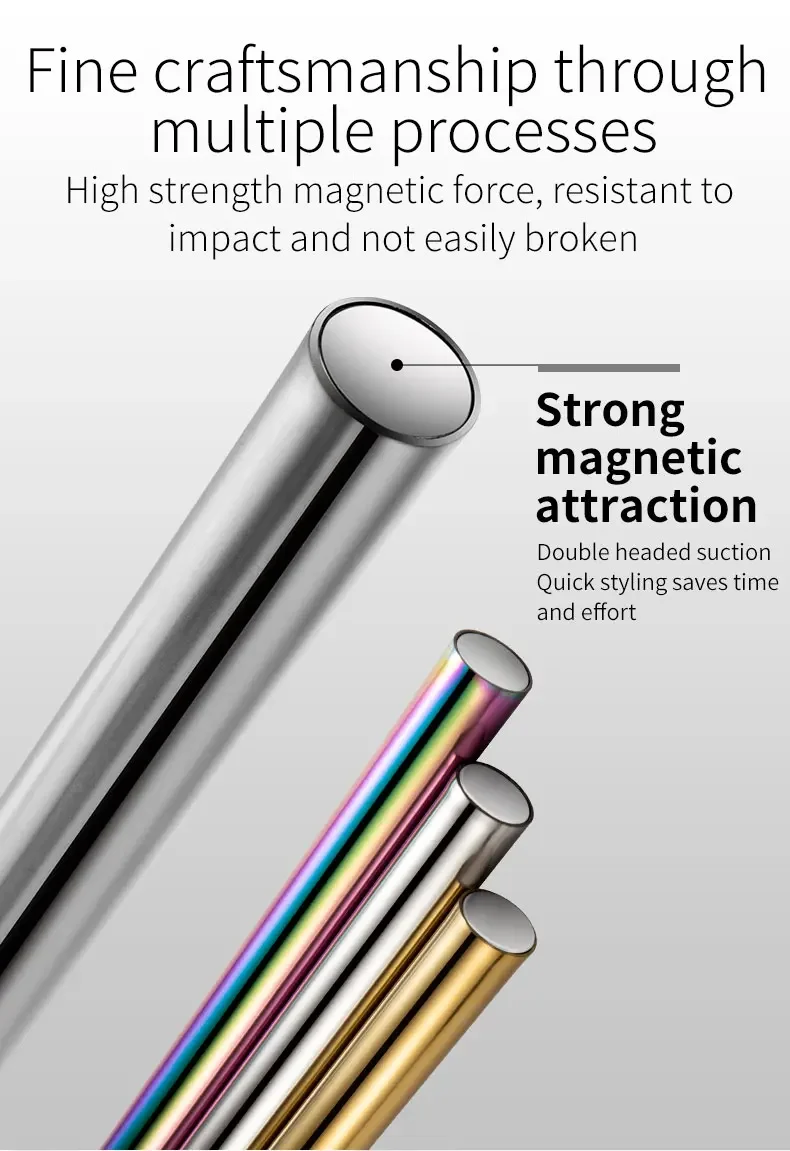 Fine craftsmanship through
multiple processes
High strength magnetic force, resistant to
impact and not easily broken
Strong
magnetic
attraction
Double headed suction
Quick styling saves time
and effort